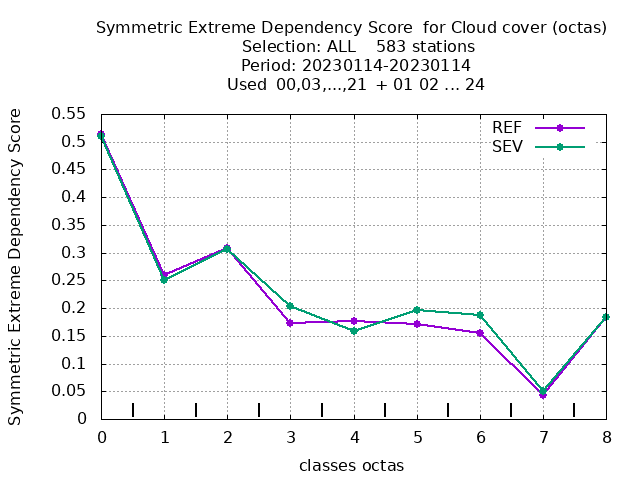 Symmetric Extreme Dependency Score  for Cloud cover (octas)
Selection: ALL    583 stations
Period: 20230114-20230114
Used  00,03,...,21  + 01 02 ... 24
Symmetric Extreme Dependency Score
0.55
0.5
0.45
0.4
0.35
0.3
0.25
0.2
0.15
0.1
0.05
0
REF
SEV
0 1 2 3 4 5 6 7 8
classes octas